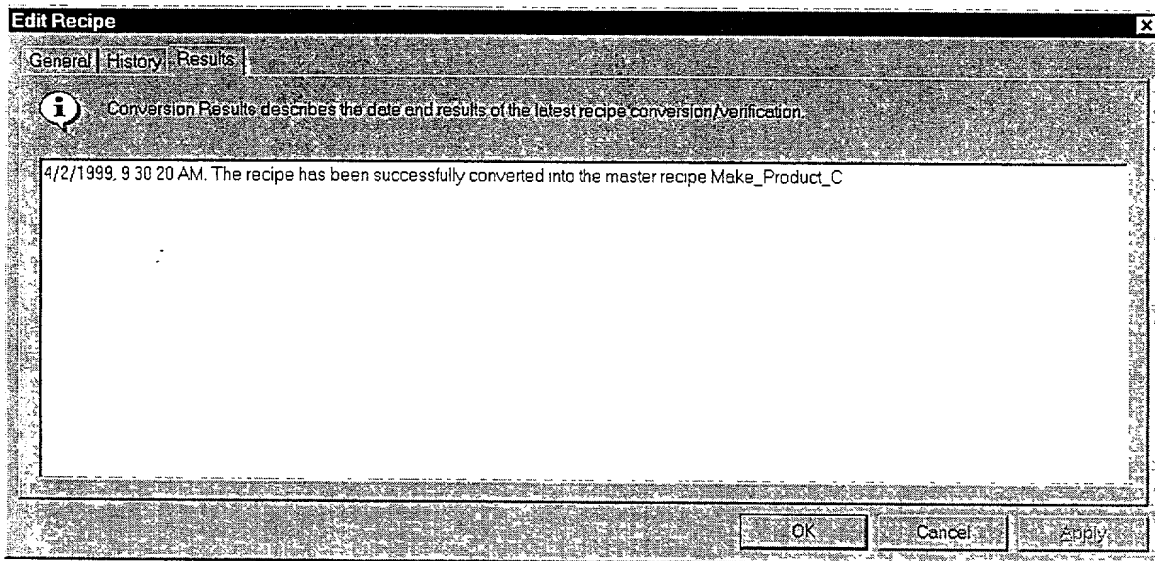 Edit Recipe
General History Results
Conversion Results describes the date and results of the latest recipe conversion/verification.
4/2/1999, 9 30 20 AM. The recipe has been successfully converted into the master recipe Make_Product_C
OK Cancel Apply